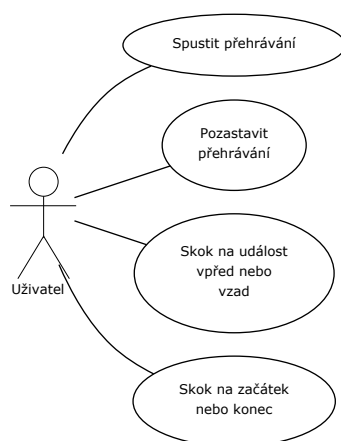 Spustit přehrávání
Pozastavit
přehrávání
Skok na událost
vpřed nebo
vzad
Uživatel
Skok na začátek
nebo konec